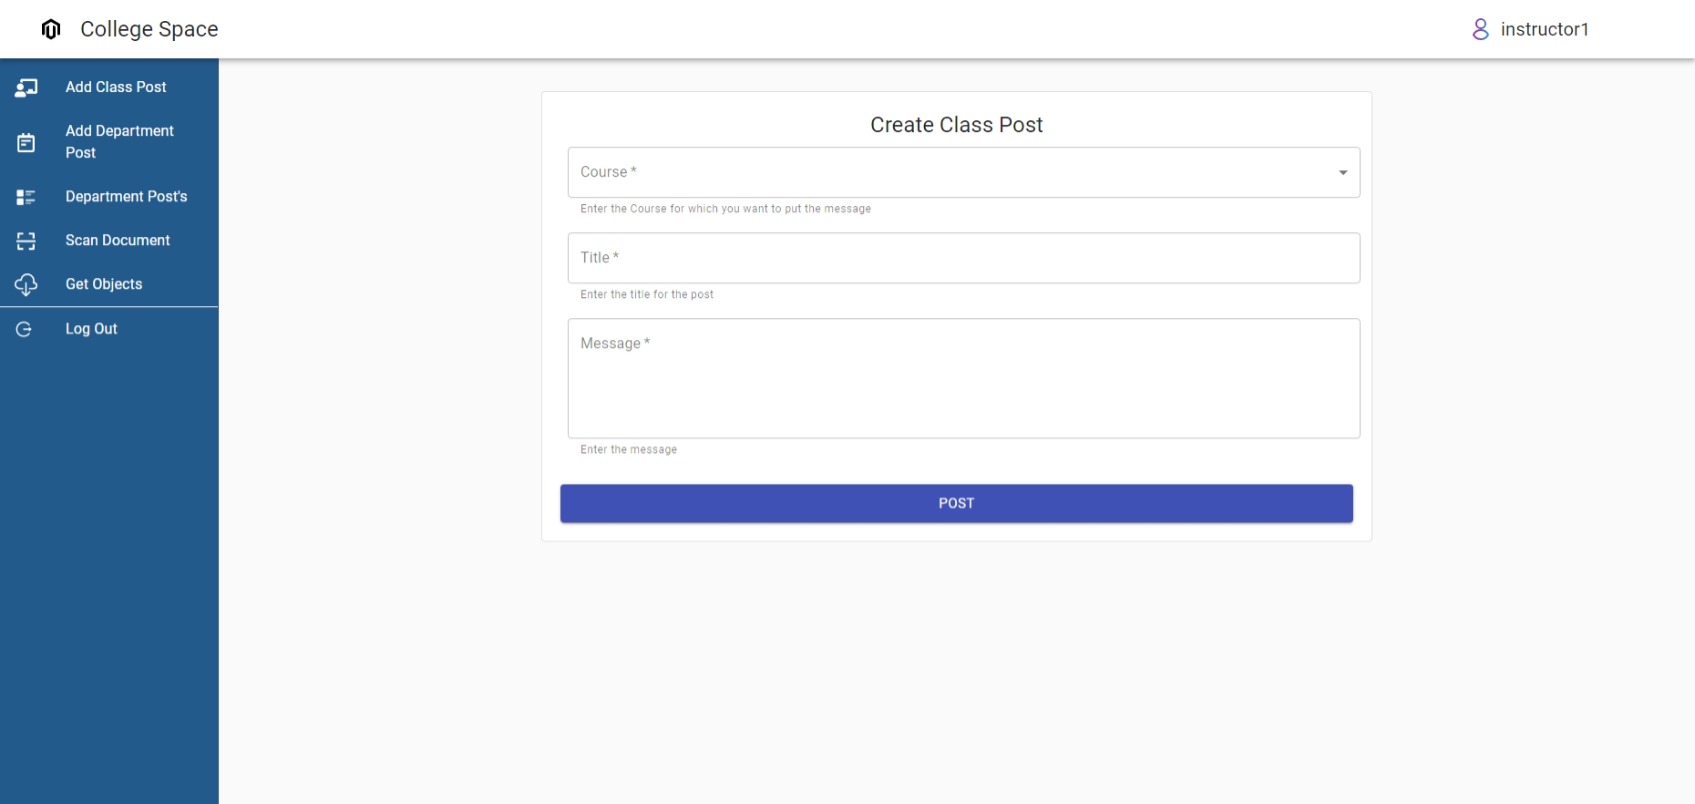 College Space
instructor1
Add Class Post
Add Department
Post
Department Post's
Scan Document
Get Objects
Log Out
Create Class Post
Course *
Enter the Course for which you want to put the message
Title *
Enter the title for the post
Message *
Enter the message
POST